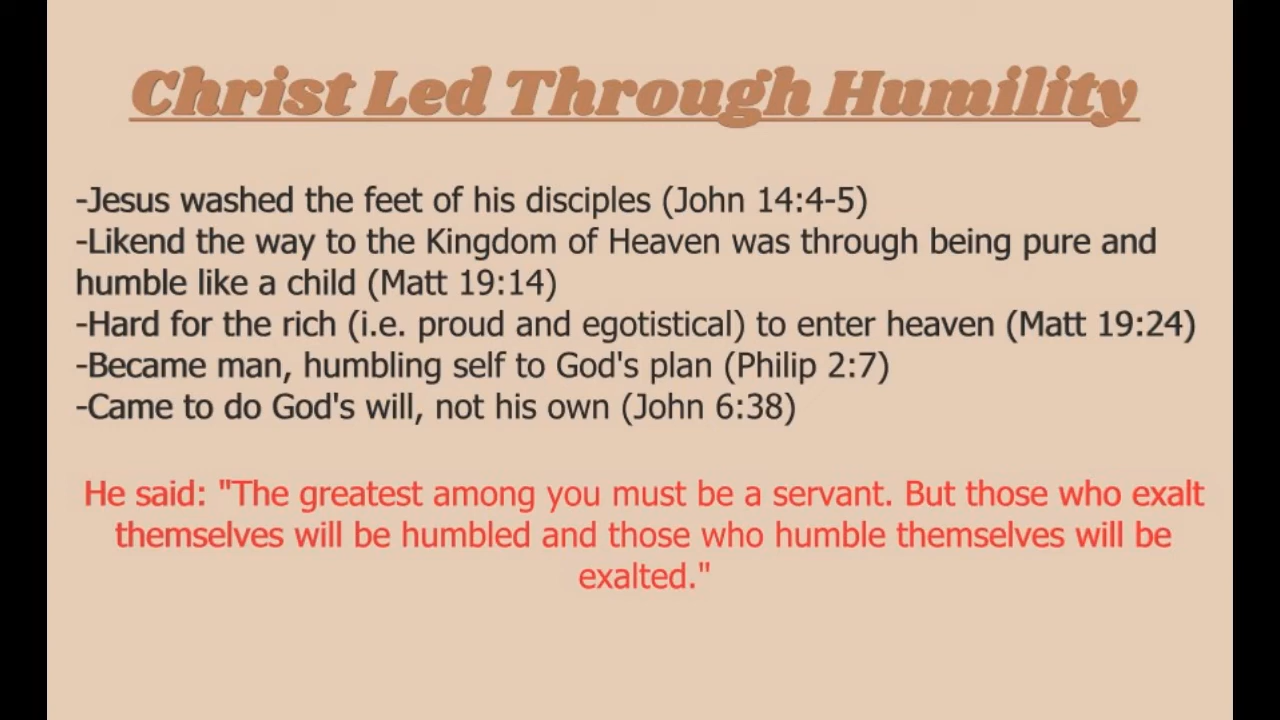 Christ Led Through Humility
-Jesus washed the feet of his disciples (John 14:4-5)
-Likend the way to the Kingdom of Heaven was through being pure and
humble like a child (Matt 19:14)
-Hard for the rich (i.e. proud and egotistical) to enter heaven (Matt 19:24)
-Became man, humbling self to God's plan (Philip 2:7)
-Came to do God's will, not his own (John 6:38)
He said: "The greatest among you must be a servant. But those who exalt
themselves will be humbled and those who humble themselves will be
exalted."